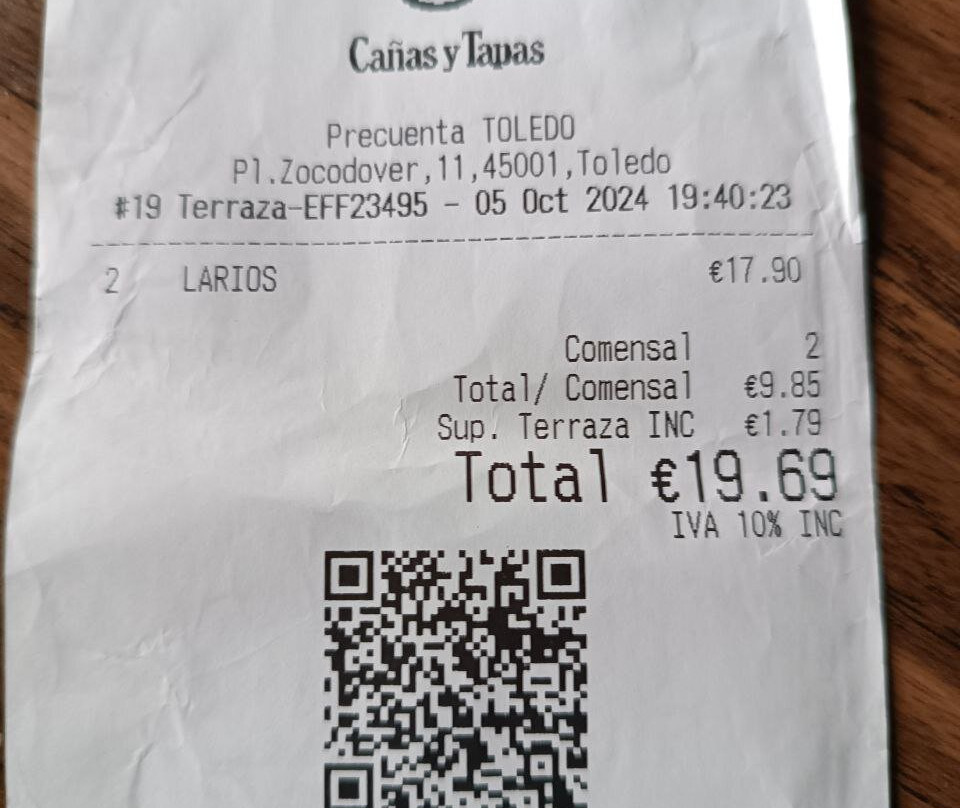 Cañas y Tapas
Precuenta TOLEDO
Pl.Zocodover,11,45001,Toledo
#19 Terraza-EFF23495 - 05 Oct 2024 19:40:23
2 LARIOS €17.90
Comensal 2
Total/ Comensal €9.85
Sup. Terraza INC €1.79
Total €19.69
IVA 10% INC